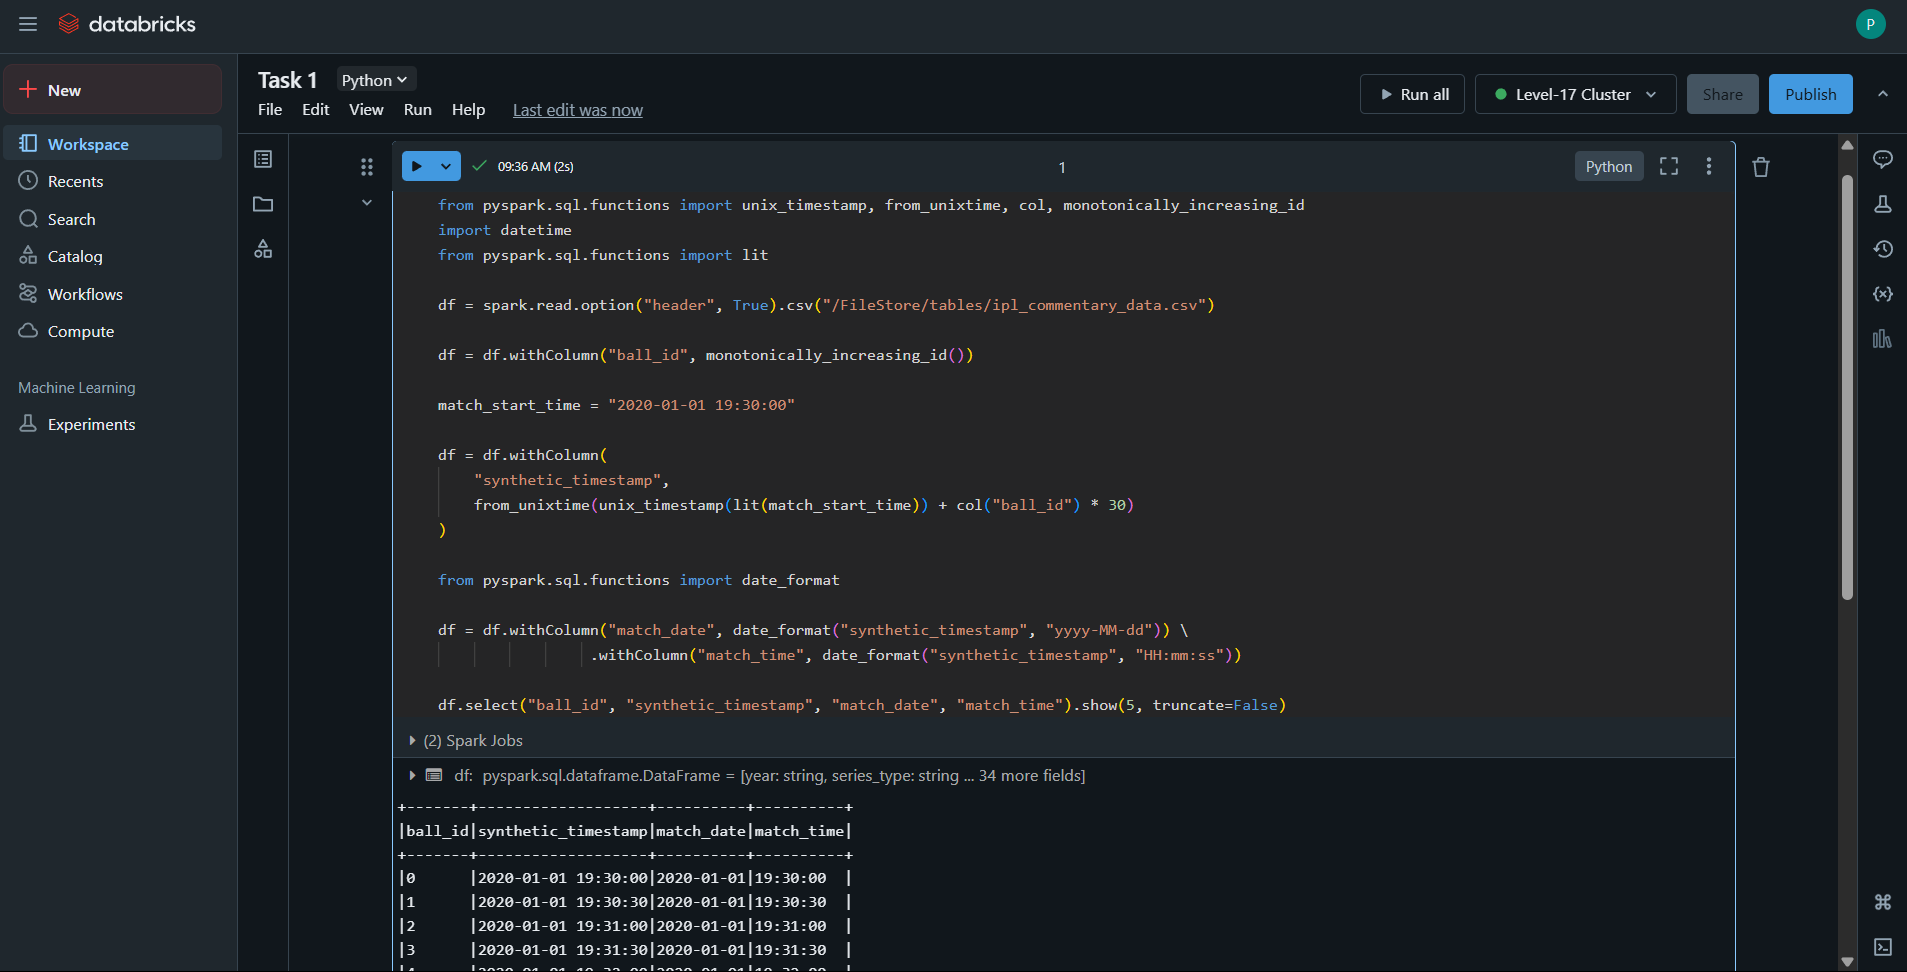 databricks
P
New
Workspace
Recents
Search
Catalog
Workflows
Compute
Machine Learning
Experiments
Task 1 Python
File Edit View Run Help Last edit was now
Run all Level-17 Cluster Share Publish
09:36 AM (2s) 1 Python
from pyspark.sql.functions import unix_timestamp, from_unixtime, col, monotonically_increasing_id
import datetime
from pyspark.sql.functions import lit
df = spark.read.option("header", True).csv("/FileStore/tables/ipl_commentary_data.csv")
df = df.withColumn("ball_id", monotonically_increasing_id())
match_start_time = "2020-01-01 19:30:00"
df = df.withColumn(
    "synthetic_timestamp",
    from_unixtime(unix_timestamp(lit(match_start_time)) + col("ball_id") * 30)
)
from pyspark.sql.functions import date_format
df = df.withColumn("match_date", date_format("synthetic_timestamp", "yyyy-MM-dd")) \
                 .withColumn("match_time", date_format("synthetic_timestamp", "HH:mm:ss"))
df.select("ball_id", "synthetic_timestamp", "match_date", "match_time").show(5, truncate=False)
(2) Spark Jobs
df: pyspark.sql.dataframe.DataFrame = [year: string, series_type: string ... 34 more fields]
+-------+-------------------+----------+----------+
|ball_id|synthetic_timestamp|match_date|match_time|
+-------+-------------------+----------+----------+
|0      |2020-01-01 19:30:00|2020-01-01|19:30:00  |
|1      |2020-01-01 19:30:30|2020-01-01|19:30:30  |
|2      |2020-01-01 19:31:00|2020-01-01|19:31:00  |
|3      |2020-01-01 19:31:30|2020-01-01|19:31:30  |